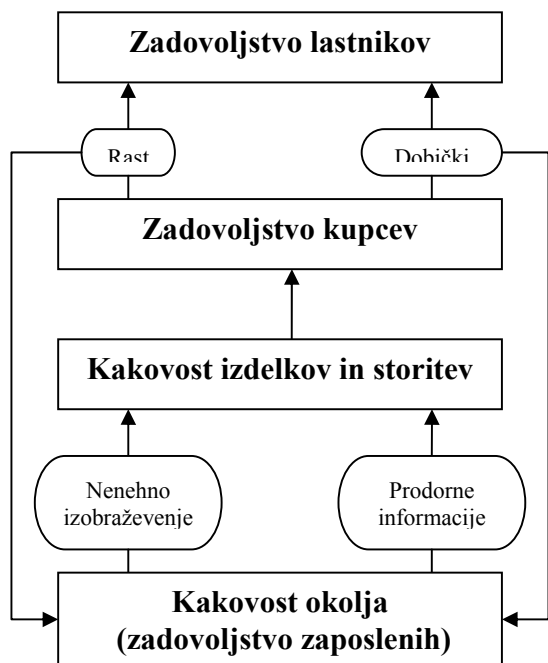 Zadovoljstvo lastnikov
Rast
Dobički
Zadovoljstvo kupcev
Kakovost izdelkov in storitev
Nenehno
izobraževenje
Prodorne
informacije
Kakovost okolja
(zadovoljstvo zaposlenih)